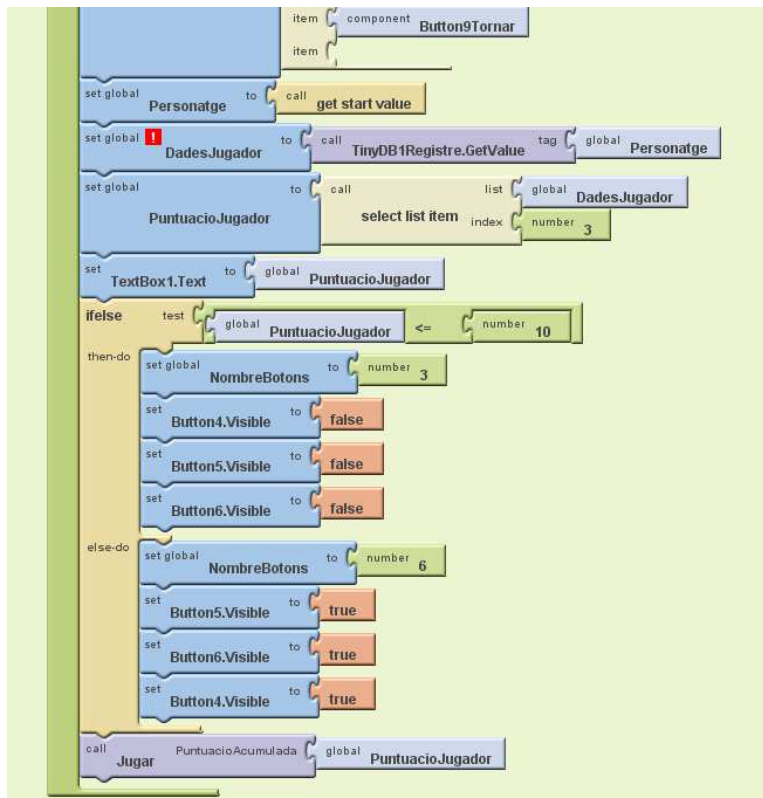 item component Button9Tornar
item
set global Personatge to call get start value
set global ! DadesJugador to call TinyDB1Registre.GetValue tag global Personatge
set global PuntuacioJugador to call select list item list global DadesJugador
index number 3
set TextBox1.Text to global PuntuacioJugador
ifelse test global PuntuacioJugador <= number 10
then-do set global NombreBotons to number 3
set Button4.Visible to false
set Button5.Visible to false
set Button6.Visible to false
else-do set global NombreBotons to number 6
set Button5.Visible to true
set Button6.Visible to true
set Button4.Visible to true
call Jugar PuntuacioAcumulada global PuntuacioJugador